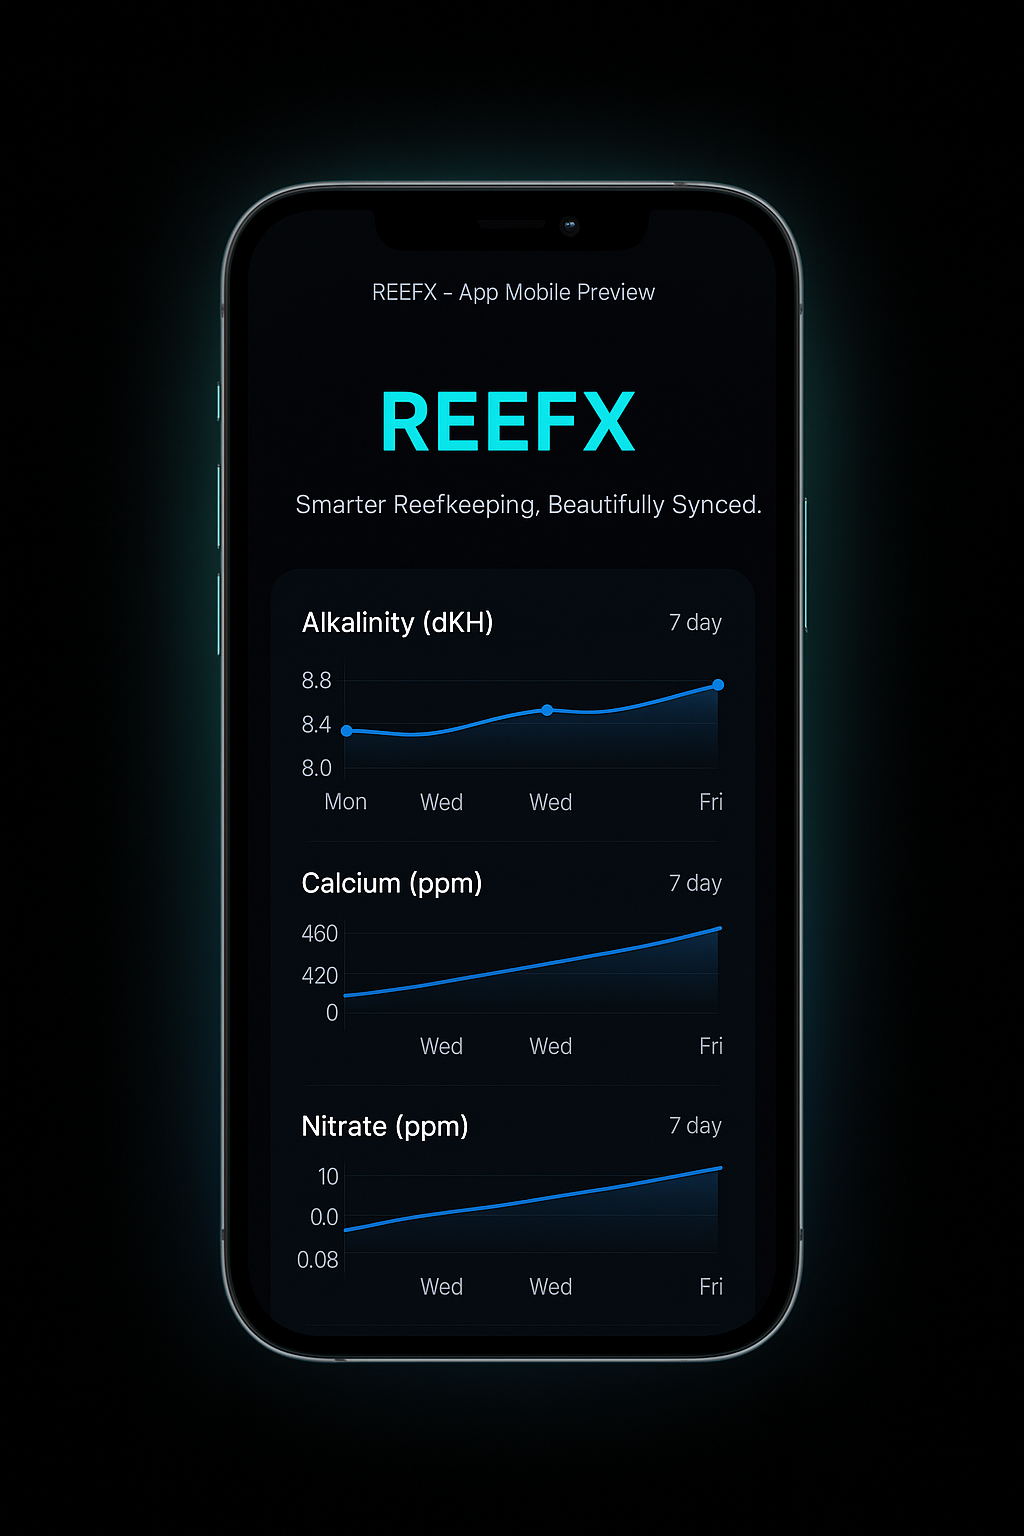 REEFX – App Mobile Preview
REEFX
Smarter Reefkeeping, Beautifully Synced.
Alkalinity (dKH) 7 day
8.8
8.4
8.0
Mon Wed Wed Fri
Calcium (ppm) 7 day
460
420
0
Wed Wed Fri
Nitrate (ppm) 7 day
10
0.0
0.08
Wed Wed Fri